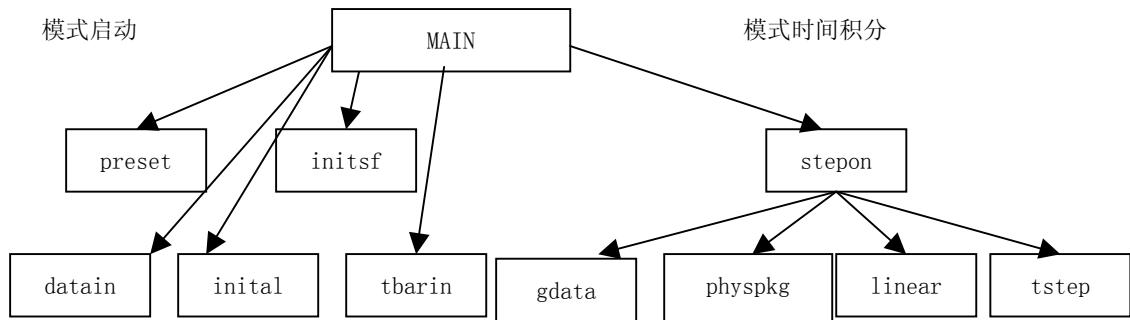 模式启动
MAIN
模式时间积分
preset
initsf
stepon
datain
inital
tbarin
gdata
physpkg
linear
tstep